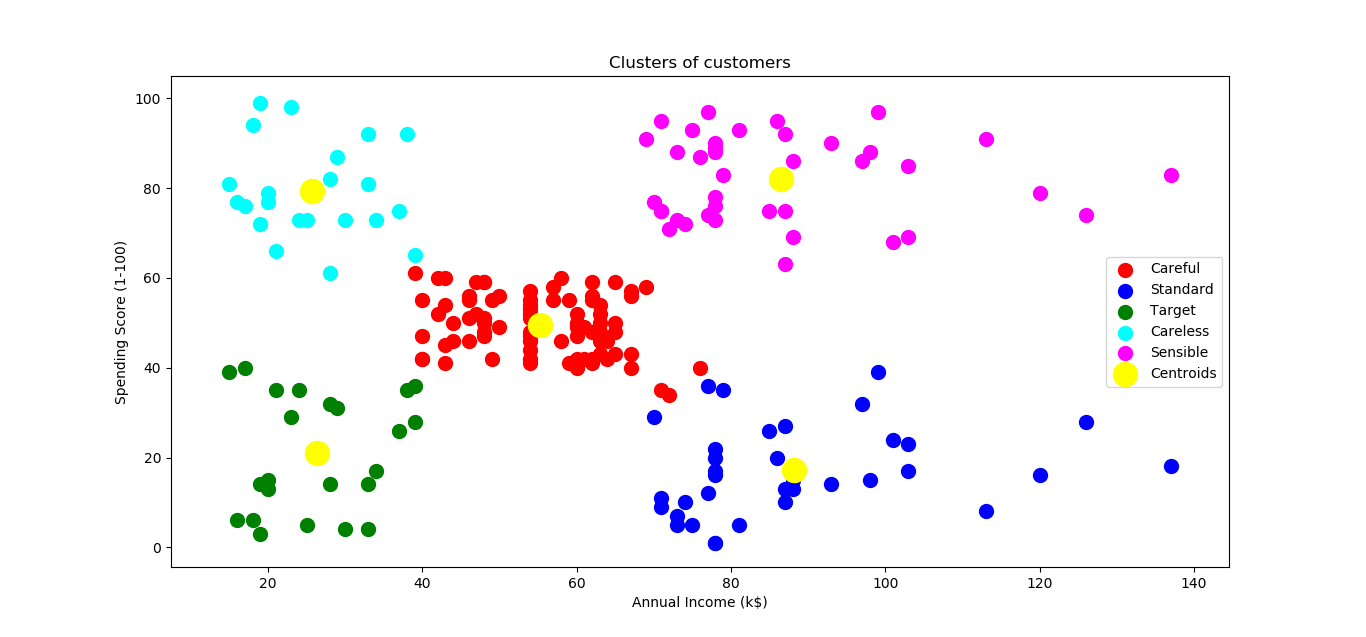 Clusters of customers
100
80
60
40
20
0
Spending Score (1-100)
20 40 60 80 100 120 140
Annual Income (k$)
Careful
Standard
Target
Careless
Sensible
Centroids